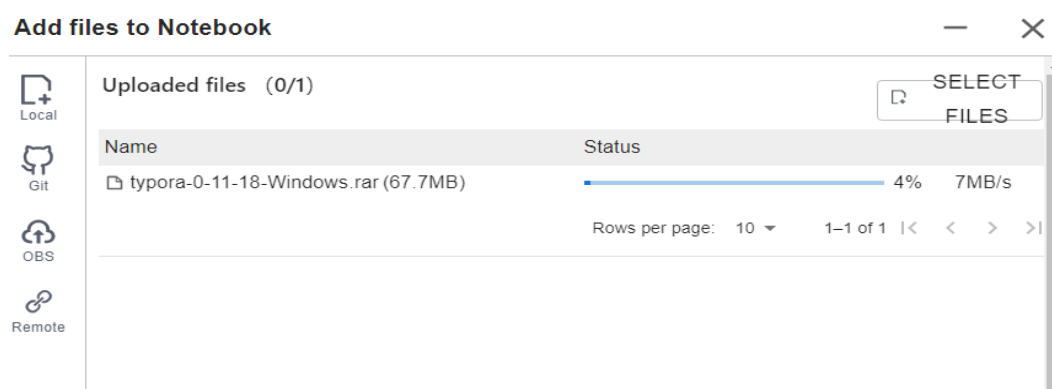 Add files to Notebook
Local
Git
OBS
Remote
Uploaded files (0/1)
SELECT
FILES
Name Status
typora-0-11-18-Windows.rar (67.7MB) 4% 7MB/s
Rows per page: 10 1–1 of 1